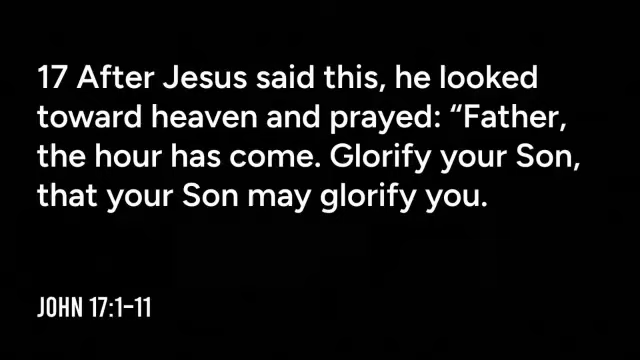 17 After Jesus said this, he looked
toward heaven and prayed: “Father,
the hour has come. Glorify your Son,
that your Son may glorify you.
JOHN 17:1–11